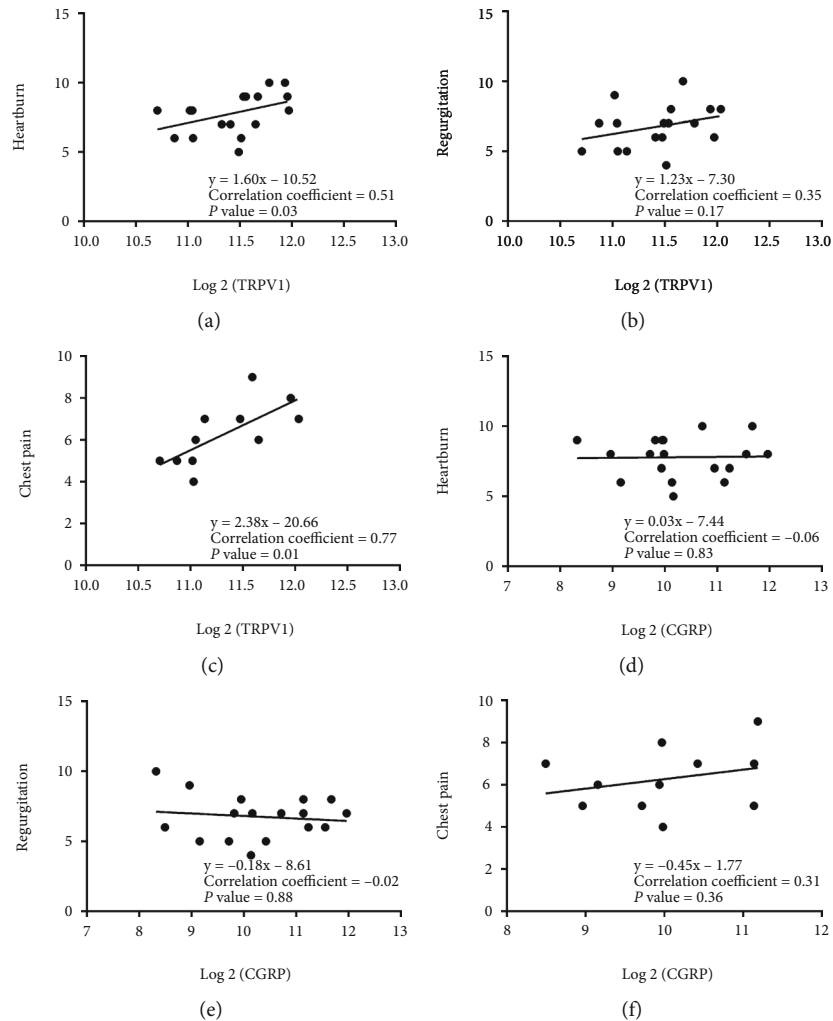 15
10
5
0
Heartburn
y = 1.60x – 10.52
Correlation coefficient = 0.51
P value = 0.03
10.0 10.5 11.0 11.5 12.0 12.5 13.0
Log 2 (TRPV1)
(a)
15
10
5
0
Regurgitation
y = 1.23x – 7.30
Correlation coefficient = 0.35
P value = 0.17
10.0 10.5 11.0 11.5 12.0 12.5 13.0
Log 2 (TRPV1)
(b)
10
8
6
4
2
0
Chest pain
y = 2.38x – 20.66
Correlation coefficient = 0.77
P value = 0.01
10.0 10.5 11.0 11.5 12.0 12.5 13.0
Log 2 (TRPV1)
(c)
15
10
5
0
Heartburn
y = 0.03x – 7.44
Correlation coefficient = –0.06
P value = 0.83
7 8 9 10 11 12 13
Log 2 (CGRP)
(d)
15
10
5
0
Regurgitation
y = –0.18x – 8.61
Correlation coefficient = –0.02
P value = 0.88
7 8 9 10 11 12 13
Log 2 (CGRP)
(e)
10
8
6
4
2
0
Chest pain
y = –0.45x – 1.77
Correlation coefficient = 0.31
P value = 0.36
8 9 10 11 12
Log 2 (CGRP)
(f)